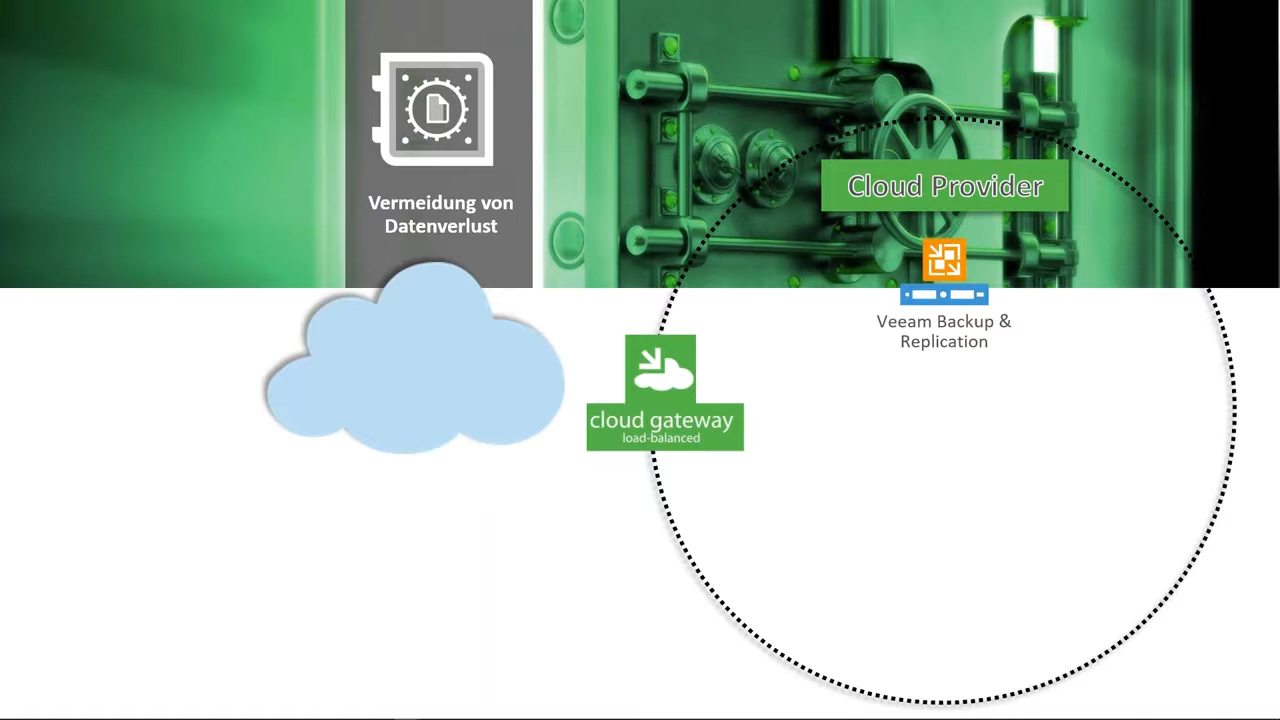 Vermeidung von
Datenverlust
Cloud Provider
Veeam Backup &
Replication
cloud gateway
load-balanced